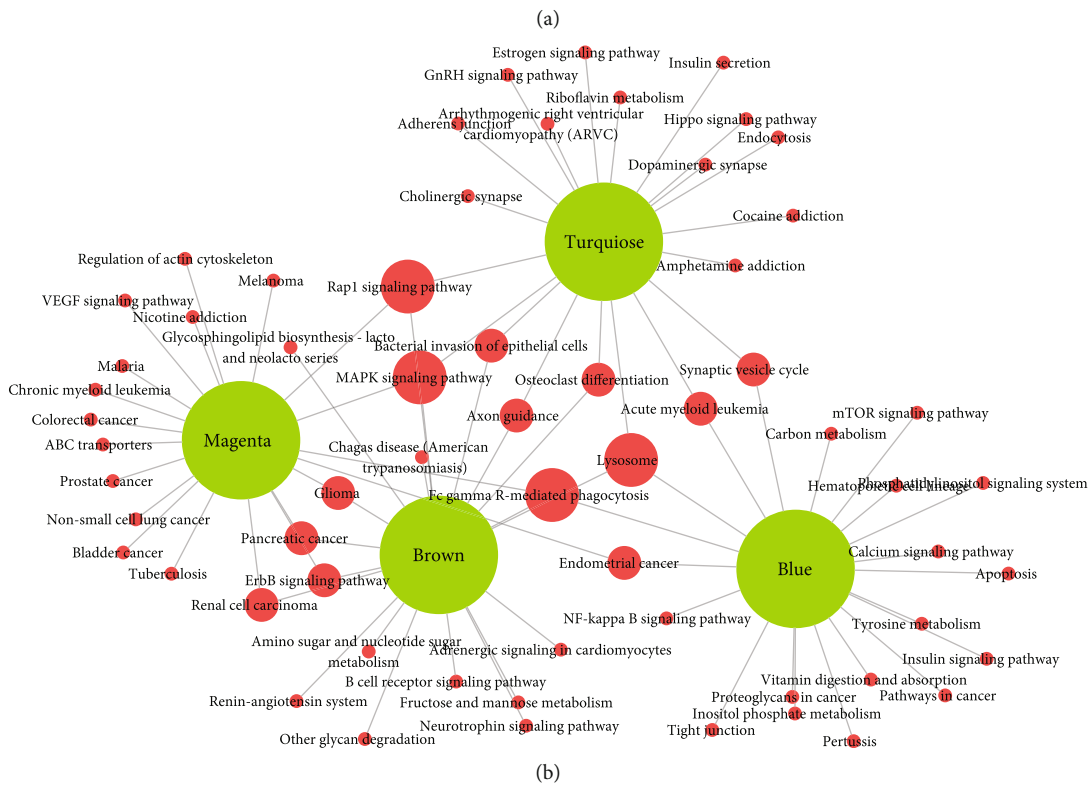 (a)
Estrogen signaling pathway
Insulin secretion
GnRH signaling pathway
Riboflavin metabolism
Arrhythmogenic right ventricular
cardiomyopathy (ARVC)
Adherens junction
Hippo signaling pathway
Endocytosis
Dopaminergic synapse
Cholinergic synapse
Cocaine addiction
Turquiose
Amphetamine addiction
Regulation of actin cytoskeleton
Melanoma
Rap1 signaling pathway
VEGF signaling pathway
Nicotine addiction
Glycosphingolipid biosynthesis - lacto
and neolacto series
Bacterial invasion of epithelial cells
Malaria
MAPK signaling pathway
Osteoclast differentiation
Synaptic vesicle cycle
Chronic myeloid leukemia
Acute myeloid leukemia
Axon guidance
mTOR signaling pathway
Colorectal cancer
Carbon metabolism
ABC transporters
Magenta
Chagas disease (American
trypanosomiasis)
Lysosome
Prostate cancer
Glioma
Fc gamma R-mediated phagocytosis
Hematopoietic cell lineage
Phosphatidylinositol signaling system
Non-small cell lung cancer
Pancreatic cancer
Bladder cancer
Brown
Calcium signaling pathway
Endometrial cancer
Blue
Tuberculosis
Apoptosis
ErbB signaling pathway
Renal cell carcinoma
NF-kappa B signaling pathway
Tyrosine metabolism
Amino sugar and nucleotide sugar
metabolism
Adrenergic signaling in cardiomyocytes
Insulin signaling pathway
B cell receptor signaling pathway
Vitamin digestion and absorption
Renin-angiotensin system
Fructose and mannose metabolism
Proteoglycans in cancer
Pathways in cancer
Inositol phosphate metabolism
Neurotrophin signaling pathway
Tight junction
Other glycan degradation
Pertussis
(b)